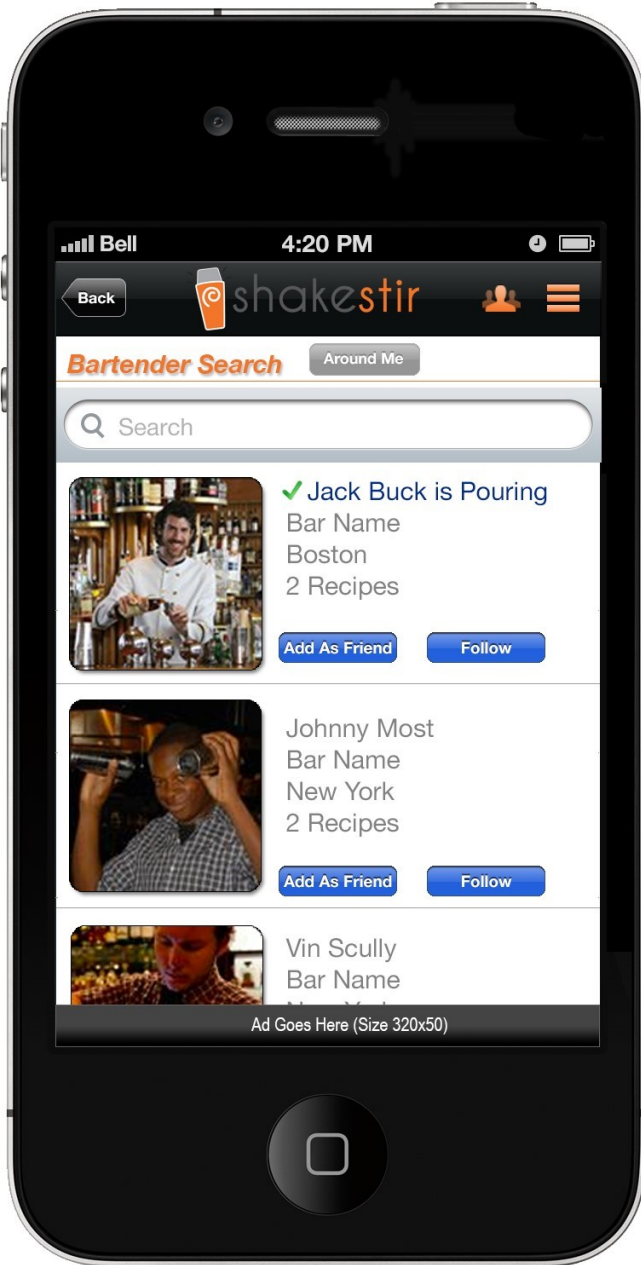 Bell 4:20 PM
Back shakestir
Bartender Search Around Me
Search
Jack Buck is Pouring
Bar Name
Boston
2 Recipes
Add As Friend Follow
Johnny Most
Bar Name
New York
2 Recipes
Add As Friend Follow
Vin Scully
Bar Name
Ad Goes Here (Size 320x50)